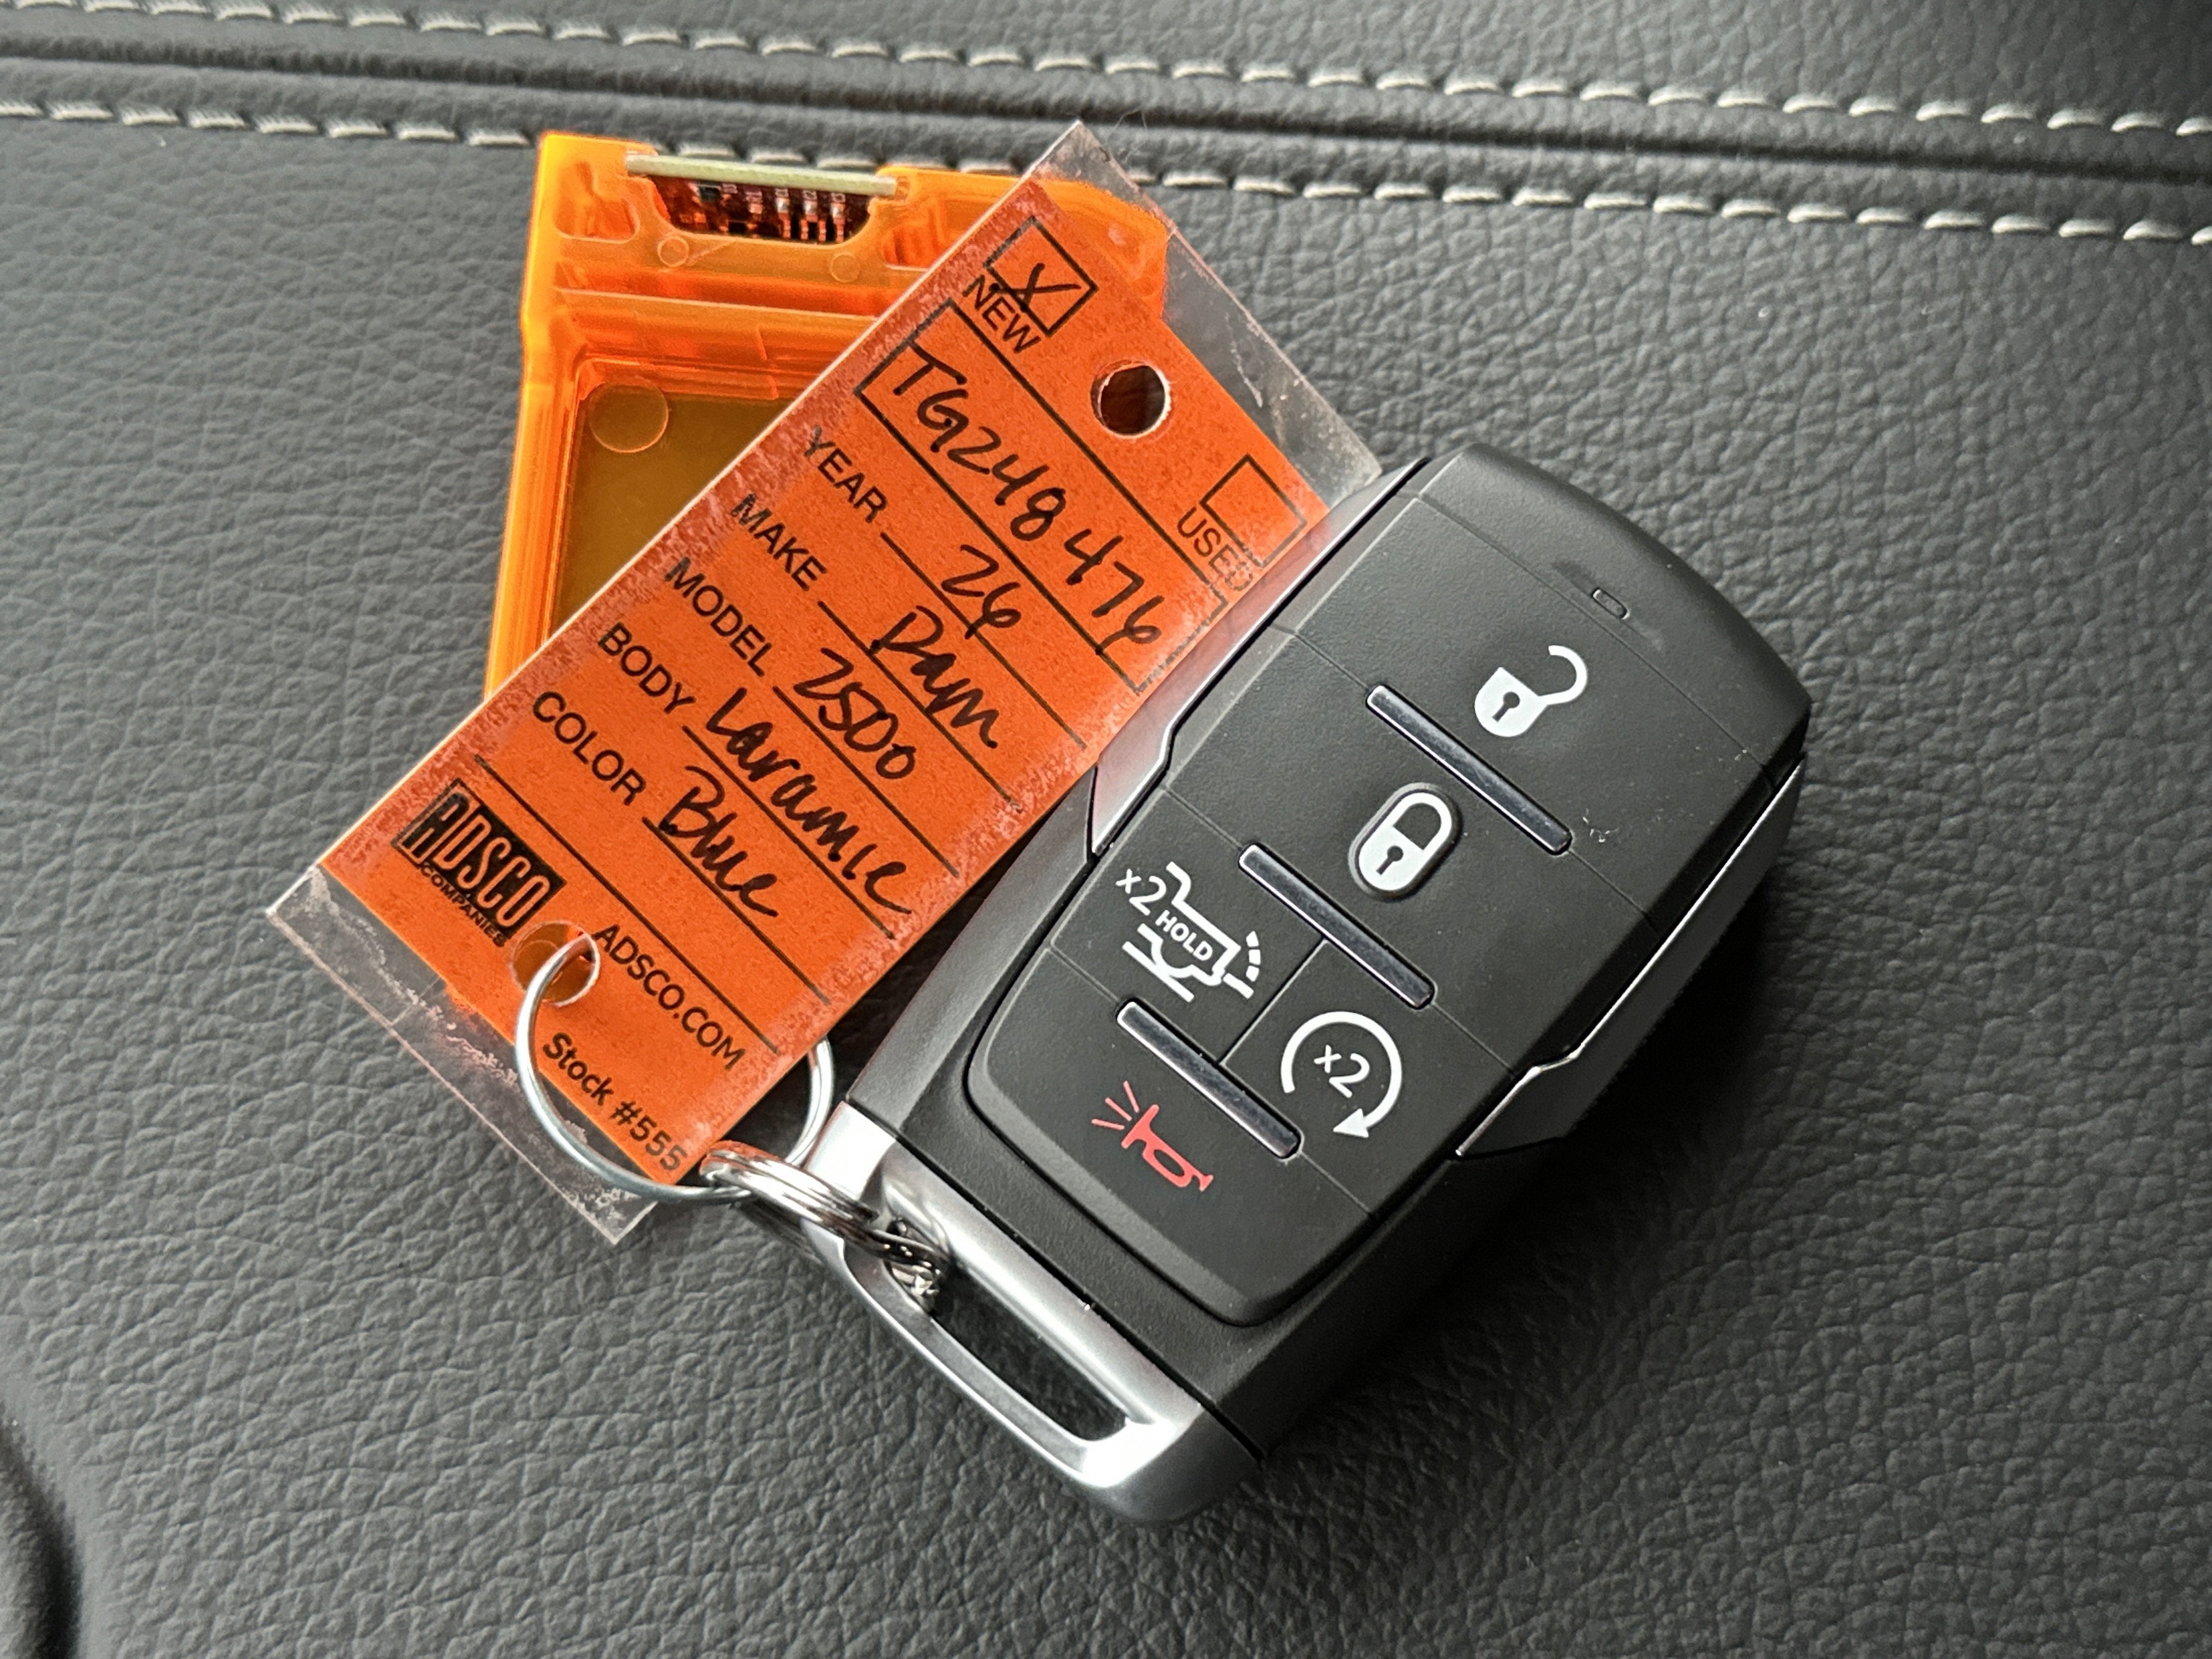 X
NEW
USED
TG248476
YEAR 26
MAKE Ram
MODEL 2500
BODY Laramie
COLOR Blue
ADSCO
COMPANIES
ADSCO.COM
Stock #555
x2
HOLD
x2